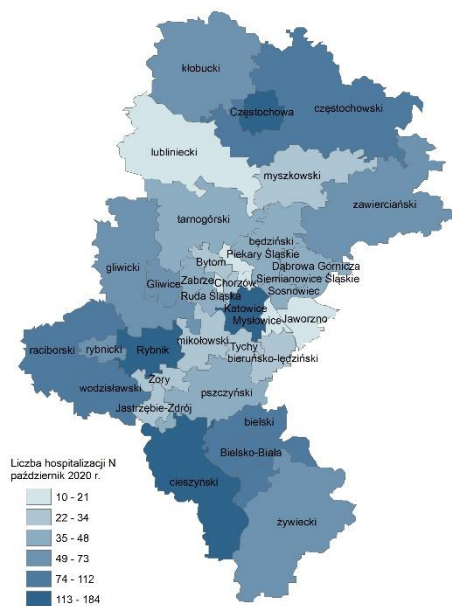 kłobucki
Częstochowa
częstochowski
lubliniecki
myszkowski
zawierciański
tarnogórski
będziński
Piekary Śląskie
Bytom
Dąbrowa Górnicza
gliwicki
Zabrze
Chorzów
Siemianowice Śląskie
Gliwice
Sosnowiec
Ruda Śląska
Katowice
Mysłowice
Jaworzno
raciborski
rybnicki
Rybnik
mikołowski
Tychy
bieruńsko-lędziński
Żory
wodzisławski
pszczyński
Jastrzębie-Zdrój
bielski
Bielsko-Biała
cieszyński
żywiecki
Liczba hospitalizacji N
październik 2020 r.
10 - 21
22 - 34
35 - 48
49 - 73
74 - 112
113 - 184